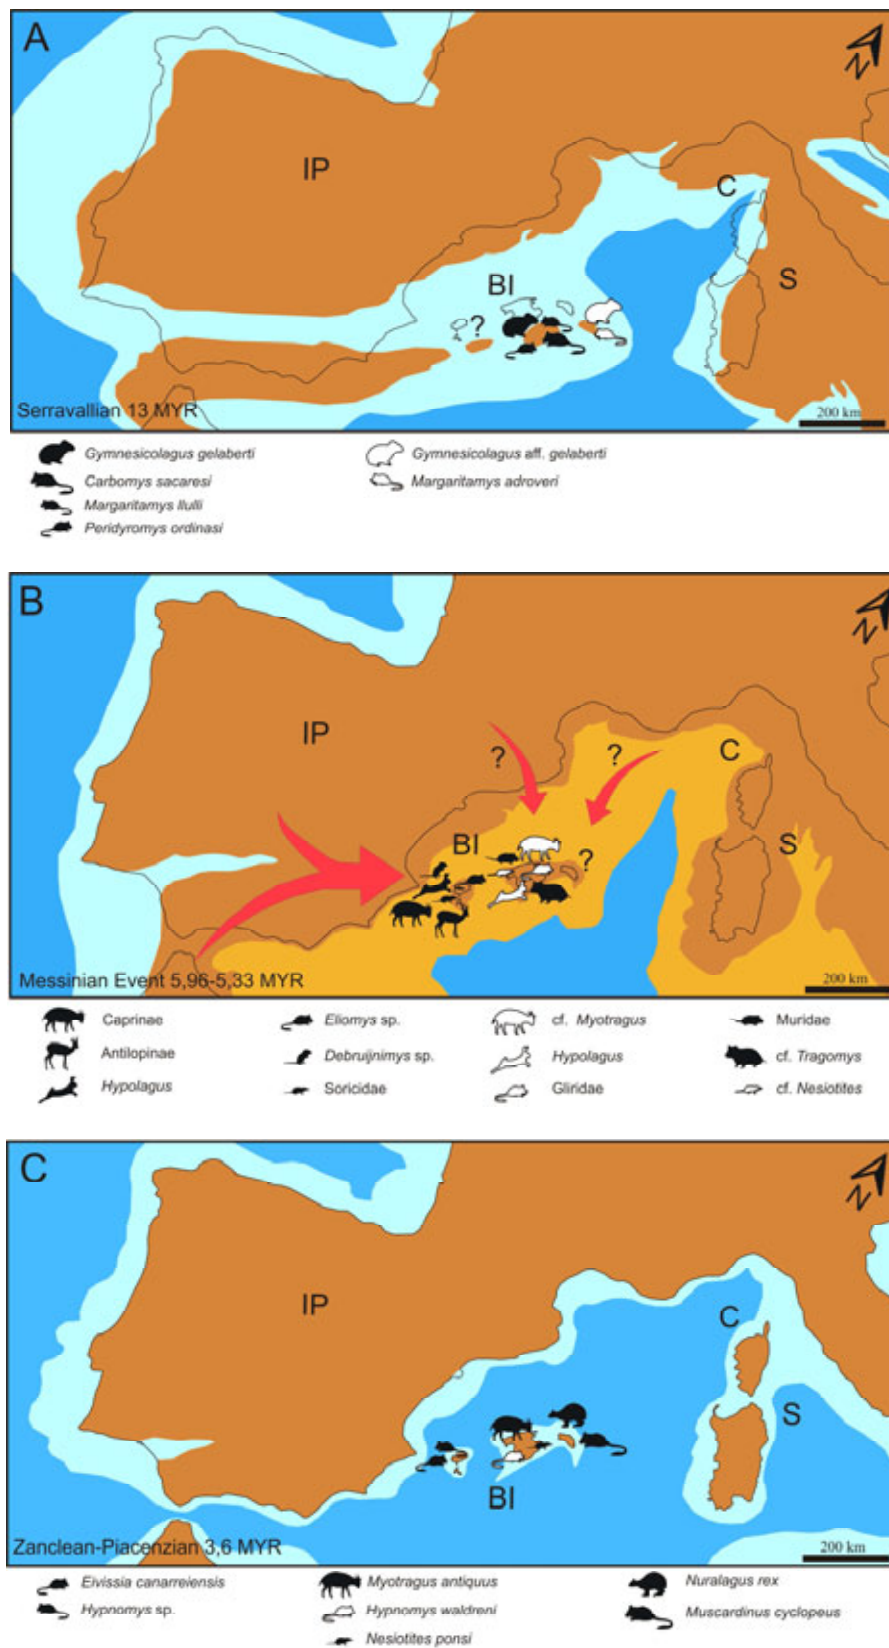 A
N
IP
C
BI
S
?
Serravallian 13 MYR
200 km
Gymnesicolagus gelaberti
Gymnesicolagus aff. gelaberti
Carbomys sacaresi
Margaritamys adroveri
Margaritamys llulli
Peridyromys ordinasi
B
N
IP
?
?
C
BI
?
S
Messinian Event 5,96-5,33 MYR
200 km
Caprinae
Eliomys sp.
cf. Myotragus
Muridae
Antilopinae
Debruijnimys sp.
Hypolagus
cf. Tragomys
Hypolagus
Soricidae
Gliridae
cf. Nesiotites
C
N
IP
C
S
BI
Zanclean-Piacenzian 3,6 MYR
200 km
Eivissia canarreiensis
Myotragus antiquus
Nuralagus rex
Hypnomys sp.
Hypnomys waldreni
Muscardinus cyclopeus
Nesiotites ponsi